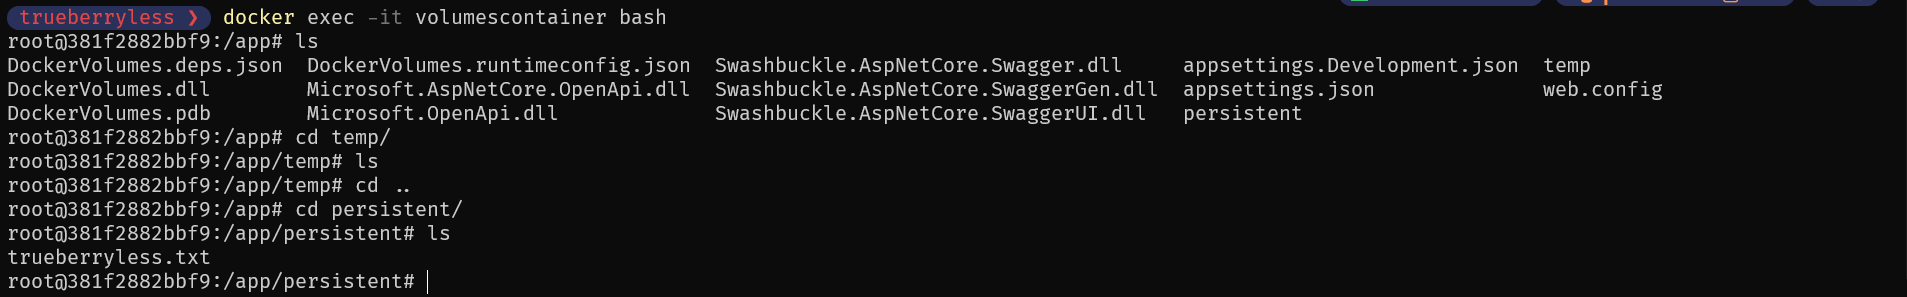 trueberryless ❯ docker exec -it volumescontainer bash
root@381f2882bbf9:/app# ls
DockerVolumes.deps.json  DockerVolumes.runtimeconfig.json  Swashbuckle.AspNetCore.Swagger.dll     appsettings.Development.json  temp
DockerVolumes.dll        Microsoft.AspNetCore.OpenApi.dll  Swashbuckle.AspNetCore.SwaggerGen.dll  appsettings.json              web.config
DockerVolumes.pdb        Microsoft.OpenApi.dll             Swashbuckle.AspNetCore.SwaggerUI.dll   persistent
root@381f2882bbf9:/app# cd temp/
root@381f2882bbf9:/app/temp# ls
root@381f2882bbf9:/app/temp# cd ..
root@381f2882bbf9:/app# cd persistent/
root@381f2882bbf9:/app/persistent# ls
trueberryless.txt
root@381f2882bbf9:/app/persistent#